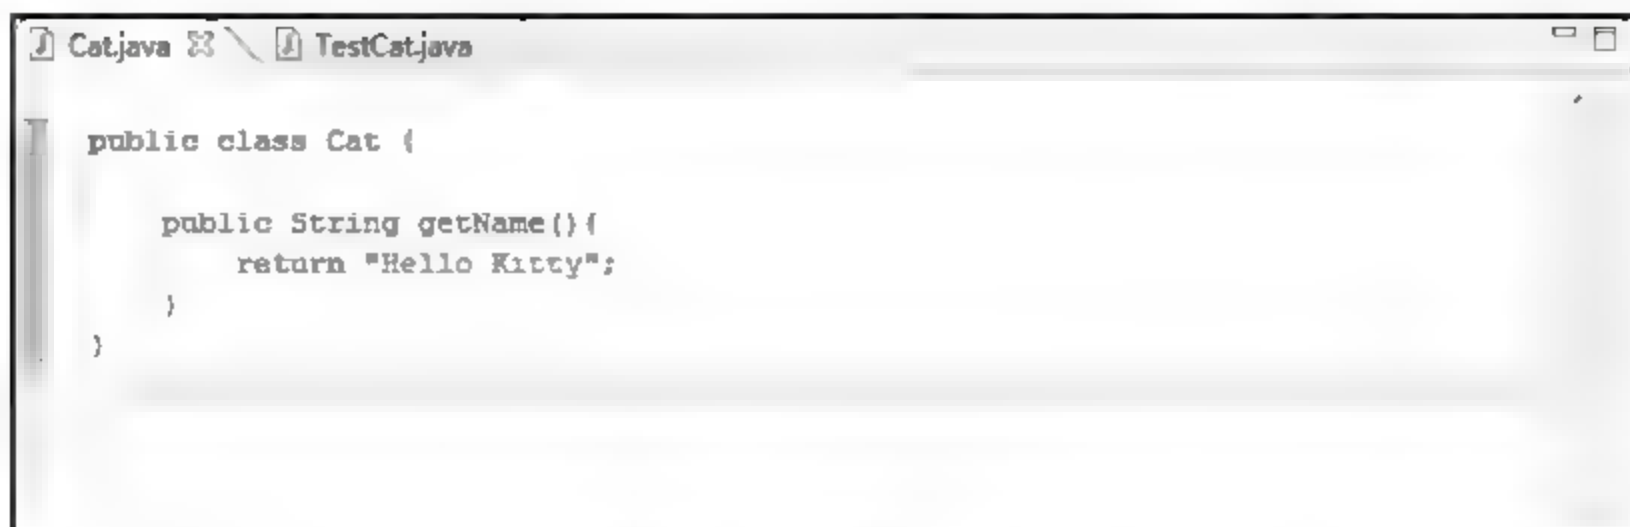 Cat.java TestCat.java
public class Cat {
public String getName(){
return "Hello Kitty";
}
}